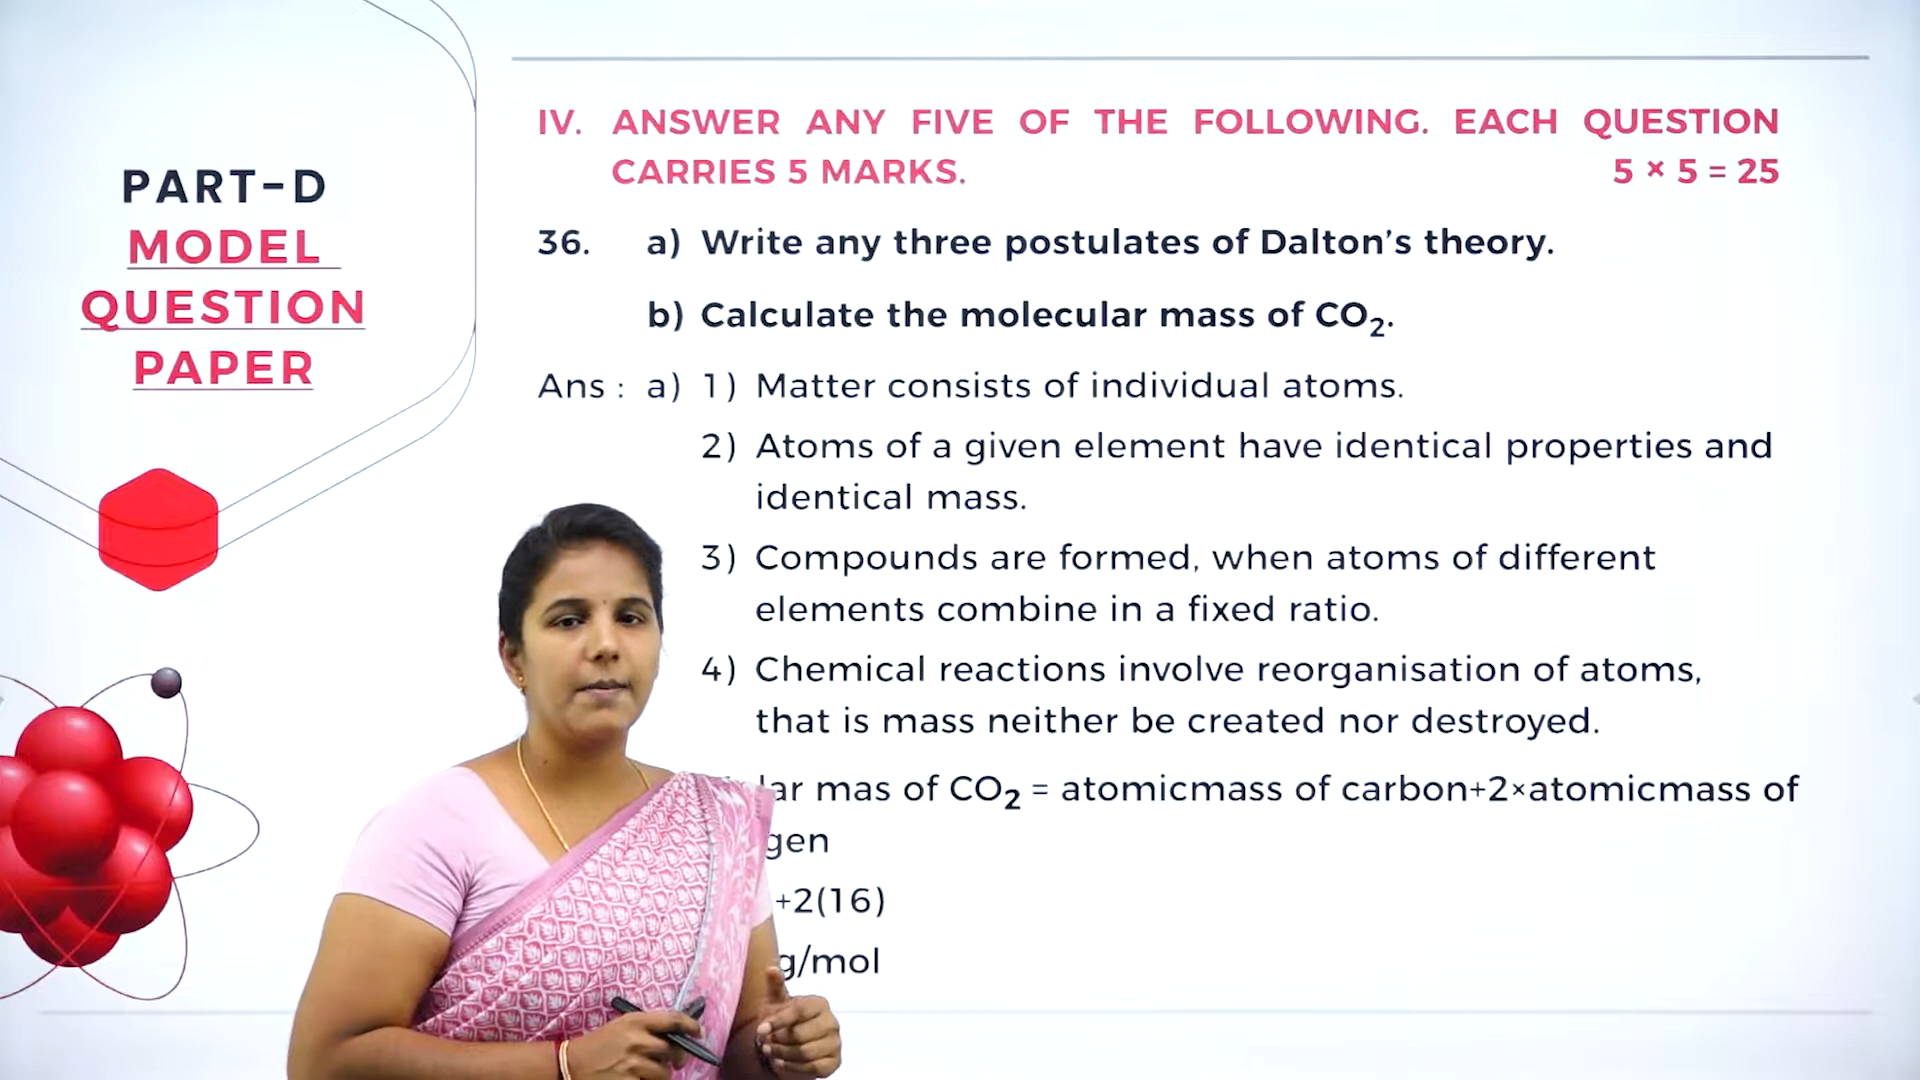 PART-D
MODEL
QUESTION
PAPER
IV. ANSWER ANY FIVE OF THE FOLLOWING. EACH QUESTION
CARRIES 5 MARKS. 5 × 5 = 25
36. a) Write any three postulates of Dalton's theory.
b) Calculate the molecular mass of CO₂.
Ans : a) 1) Matter consists of individual atoms.
2) Atoms of a given element have identical properties and
identical mass.
3) Compounds are formed, when atoms of different
elements combine in a fixed ratio.
4) Chemical reactions involve reorganisation of atoms,
that is mass neither be created nor destroyed.
mas of CO₂ = atomicmass of carbon+2×atomicmass of
+2(16)
g/mol